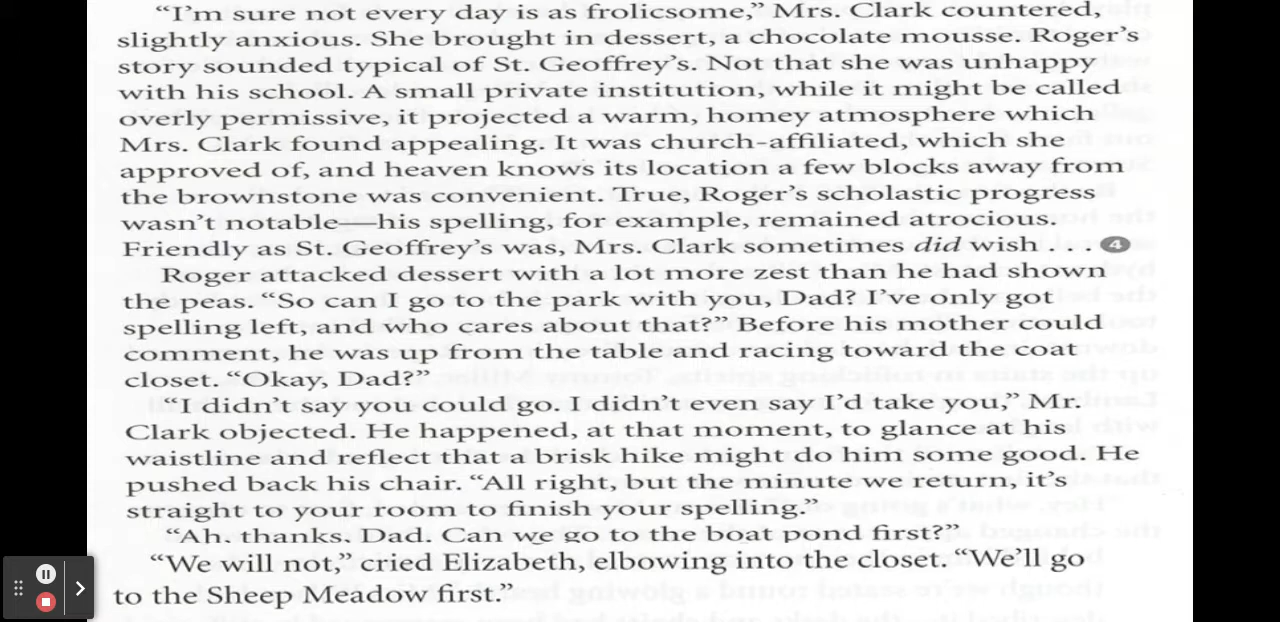 “I’m sure not every day is as frolicsome,” Mrs. Clark countered,
slightly anxious. She brought in dessert, a chocolate mousse. Roger’s
story sounded typical of St. Geoffrey’s. Not that she was unhappy
with his school. A small private institution, while it might be called
overly permissive, it projected a warm, homey atmosphere which
Mrs. Clark found appealing. It was church-affiliated, which she
approved of, and heaven knows its location a few blocks away from
the brownstone was convenient. True, Roger’s scholastic progress
wasn’t notable—his spelling, for example, remained atrocious.
Friendly as St. Geoffrey’s was, Mrs. Clark sometimes did wish . . . 4
Roger attacked dessert with a lot more zest than he had shown
the peas. “So can I go to the park with you, Dad? I’ve only got
spelling left, and who cares about that?” Before his mother could
comment, he was up from the table and racing toward the coat
closet. “Okay, Dad?”
“I didn’t say you could go. I didn’t even say I’d take you,” Mr.
Clark objected. He happened, at that moment, to glance at his
waistline and reflect that a brisk hike might do him some good. He
pushed back his chair. “All right, but the minute we return, it’s
straight to your room to finish your spelling.”
“Ah, thanks, Dad. Can we go to the boat pond first?”
“We will not,” cried Elizabeth, elbowing into the closet. “We’ll go
to the Sheep Meadow first.”